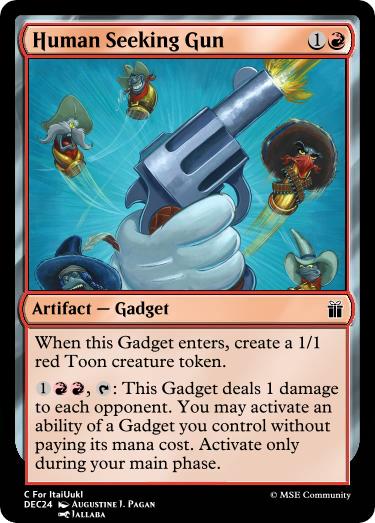 Human Seeking Gun 1
Artifact — Gadget
When this Gadget enters, create a 1/1
red Toon creature token.
1, : This Gadget deals 1 damage
to each opponent. You may activate an
ability of a Gadget you control without
paying its mana cost. Activate only
during your main phase.
C For ItaiUukI
DEC24 Augustine J. Pagan
Jallaba
© MSE Community